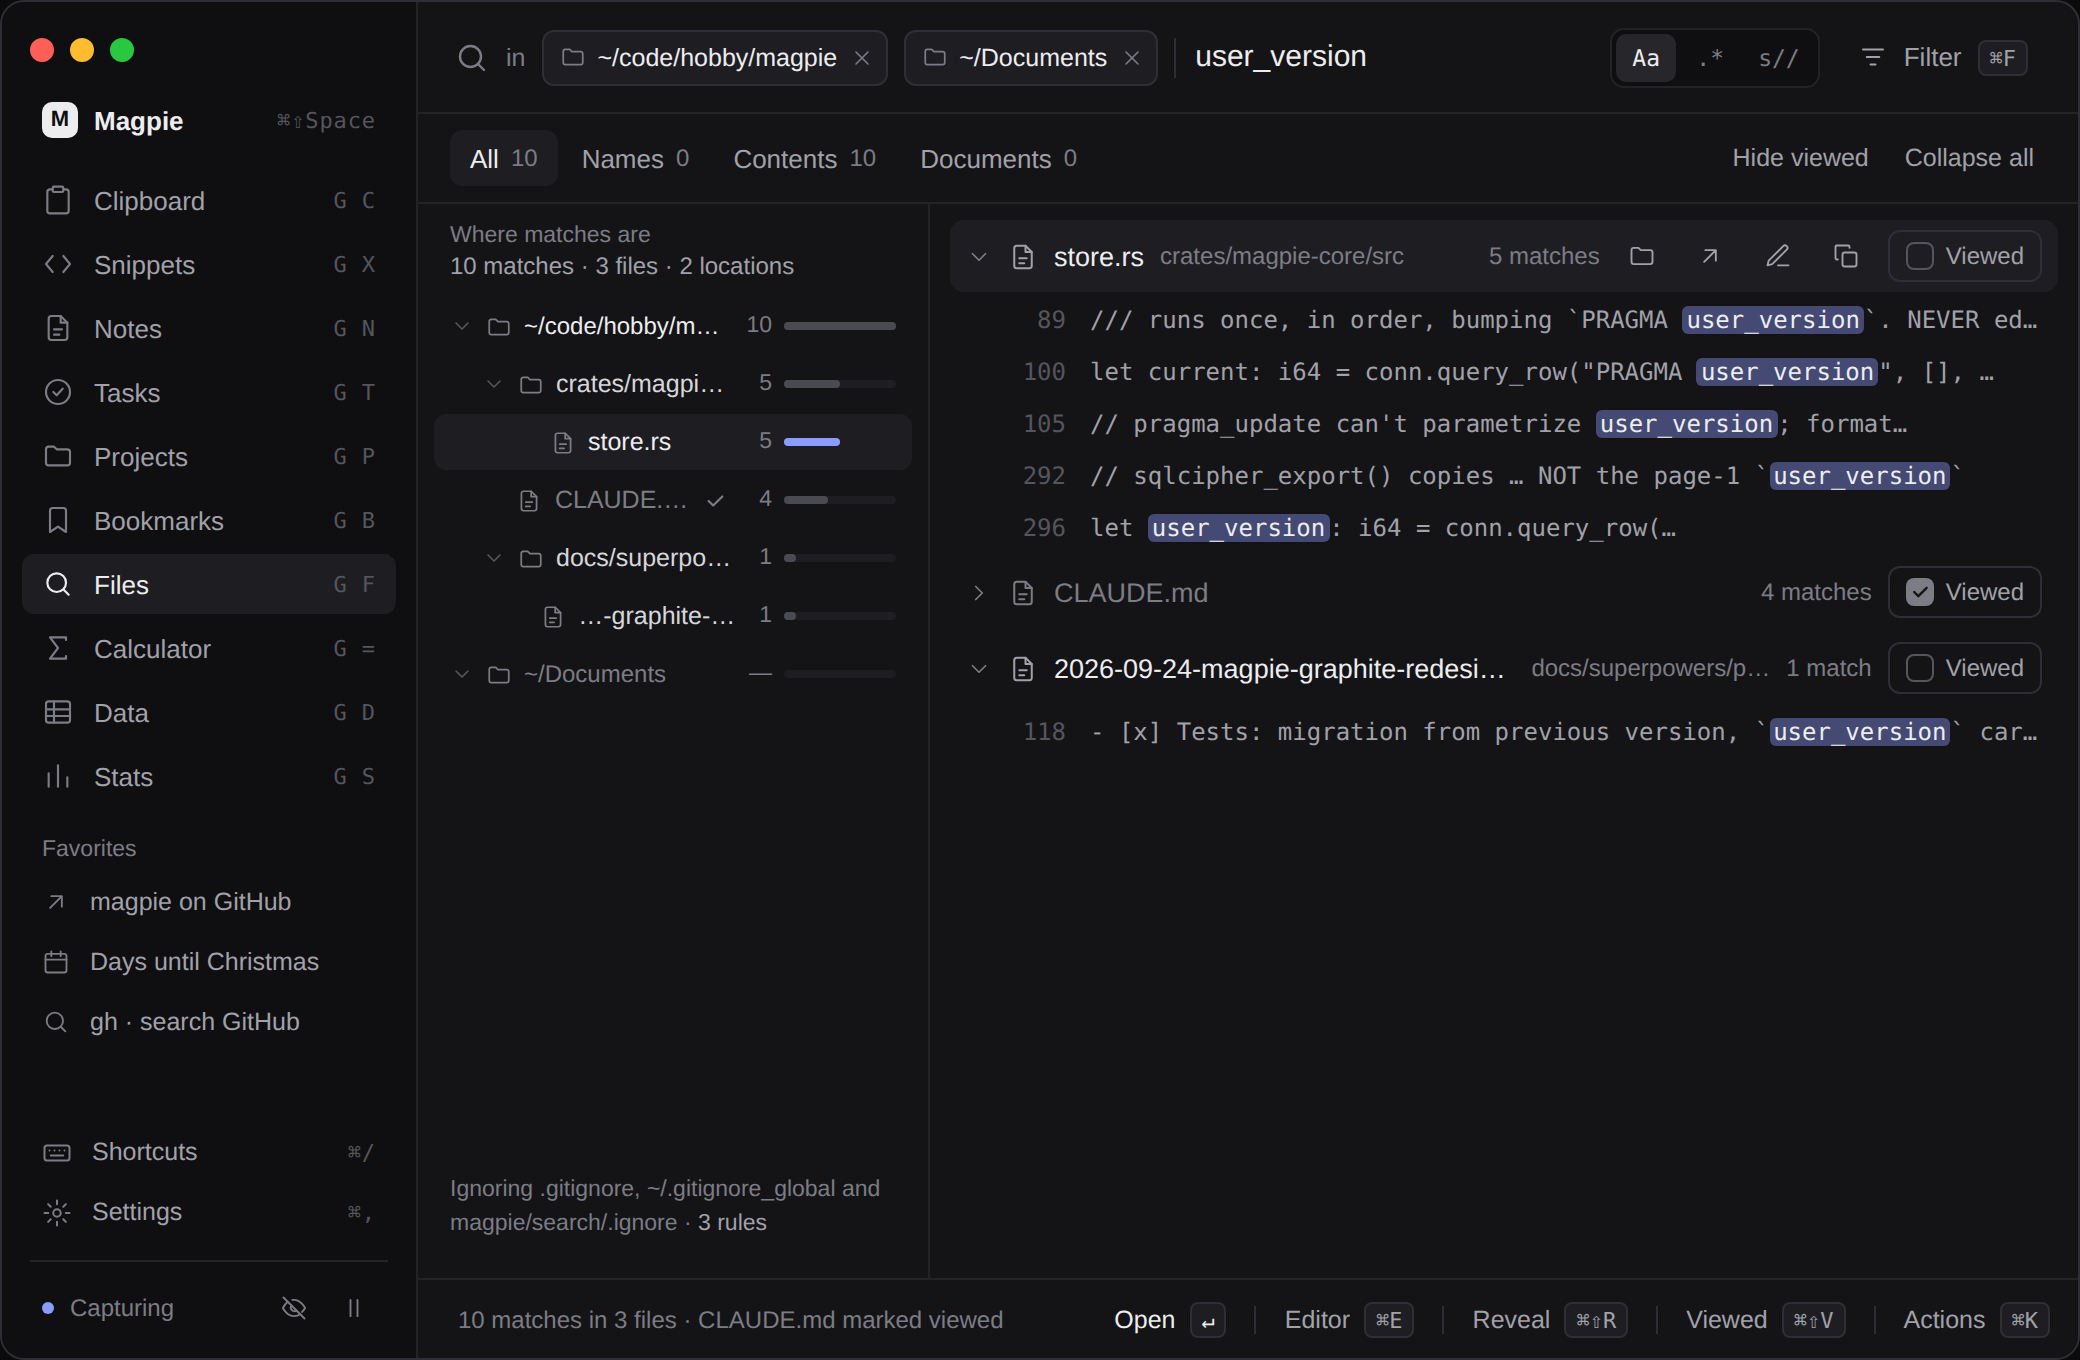 M Magpie ⌘⇧Space
Clipboard G C
Snippets G X
Notes G N
Tasks G T
Projects G P
Bookmarks G B
Files G F
Calculator G =
Data G D
Stats G S
Favorites
magpie on GitHub
Days until Christmas
gh · search GitHub
Shortcuts ⌘/
Settings ⌘,
Capturing
in ~/code/hobby/magpie ~/Documents user_version Aa .* s// Filter ⌘F
All 10 Names 0 Contents 10 Documents 0 Hide viewed Collapse all
Where matches are
10 matches · 3 files · 2 locations
~/code/hobby/m… 10
crates/magpi… 5
store.rs 5
CLAUDE.… 4
docs/superpo… 1
…-graphite-… 1
~/Documents —
Ignoring .gitignore, ~/.gitignore_global and
magpie/search/.ignore · 3 rules
store.rs crates/magpie-core/src 5 matches Viewed
89 /// runs once, in order, bumping `PRAGMA user_version`. NEVER ed…
100 let current: i64 = conn.query_row("PRAGMA user_version", [], …
105 // pragma_update can't parametrize user_version; format…
292 // sqlcipher_export() copies … NOT the page-1 `user_version`
296 let user_version: i64 = conn.query_row(…
CLAUDE.md 4 matches Viewed
2026-09-24-magpie-graphite-redesi… docs/superpowers/p… 1 match Viewed
118 - [x] Tests: migration from previous version, `user_version` car…
10 matches in 3 files · CLAUDE.md marked viewed Open ↵ Editor ⌘E Reveal ⌘⇧R Viewed ⌘⇧V Actions ⌘K